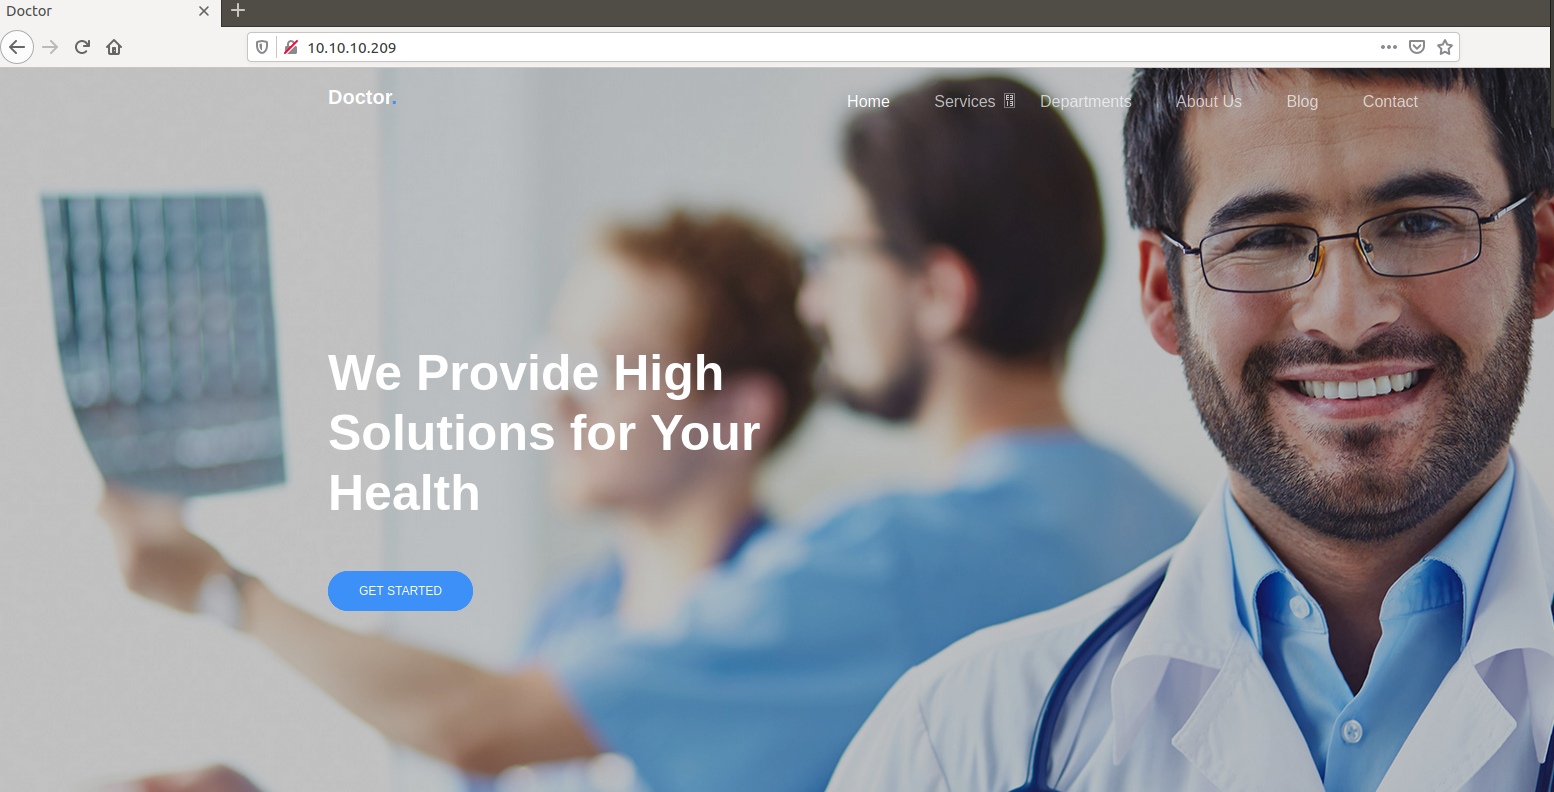 Doctor
10.10.10.209
Doctor.
Home Services Departments About Us Blog Contact
We Provide High
Solutions for Your
Health
GET STARTED